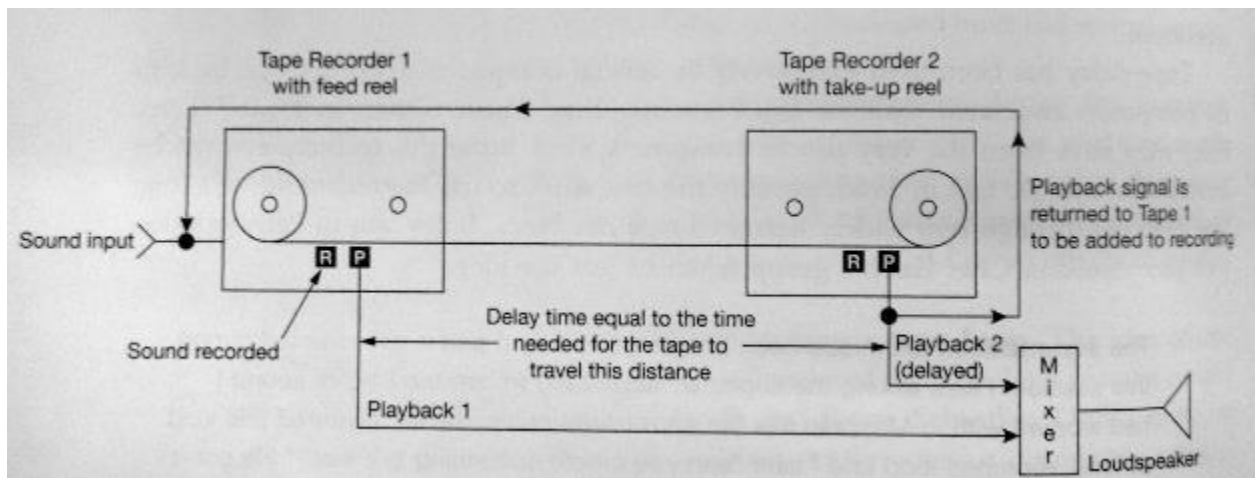 Tape Recorder 1
with feed reel
Tape Recorder 2
with take-up reel
Sound input
R P
R P
Playback signal is
returned to Tape 1
to be added to recording
Sound recorded
Delay time equal to the time
needed for the tape to
travel this distance
Playback 2
(delayed)
Playback 1
M
i
x
e
r
Loudspeaker